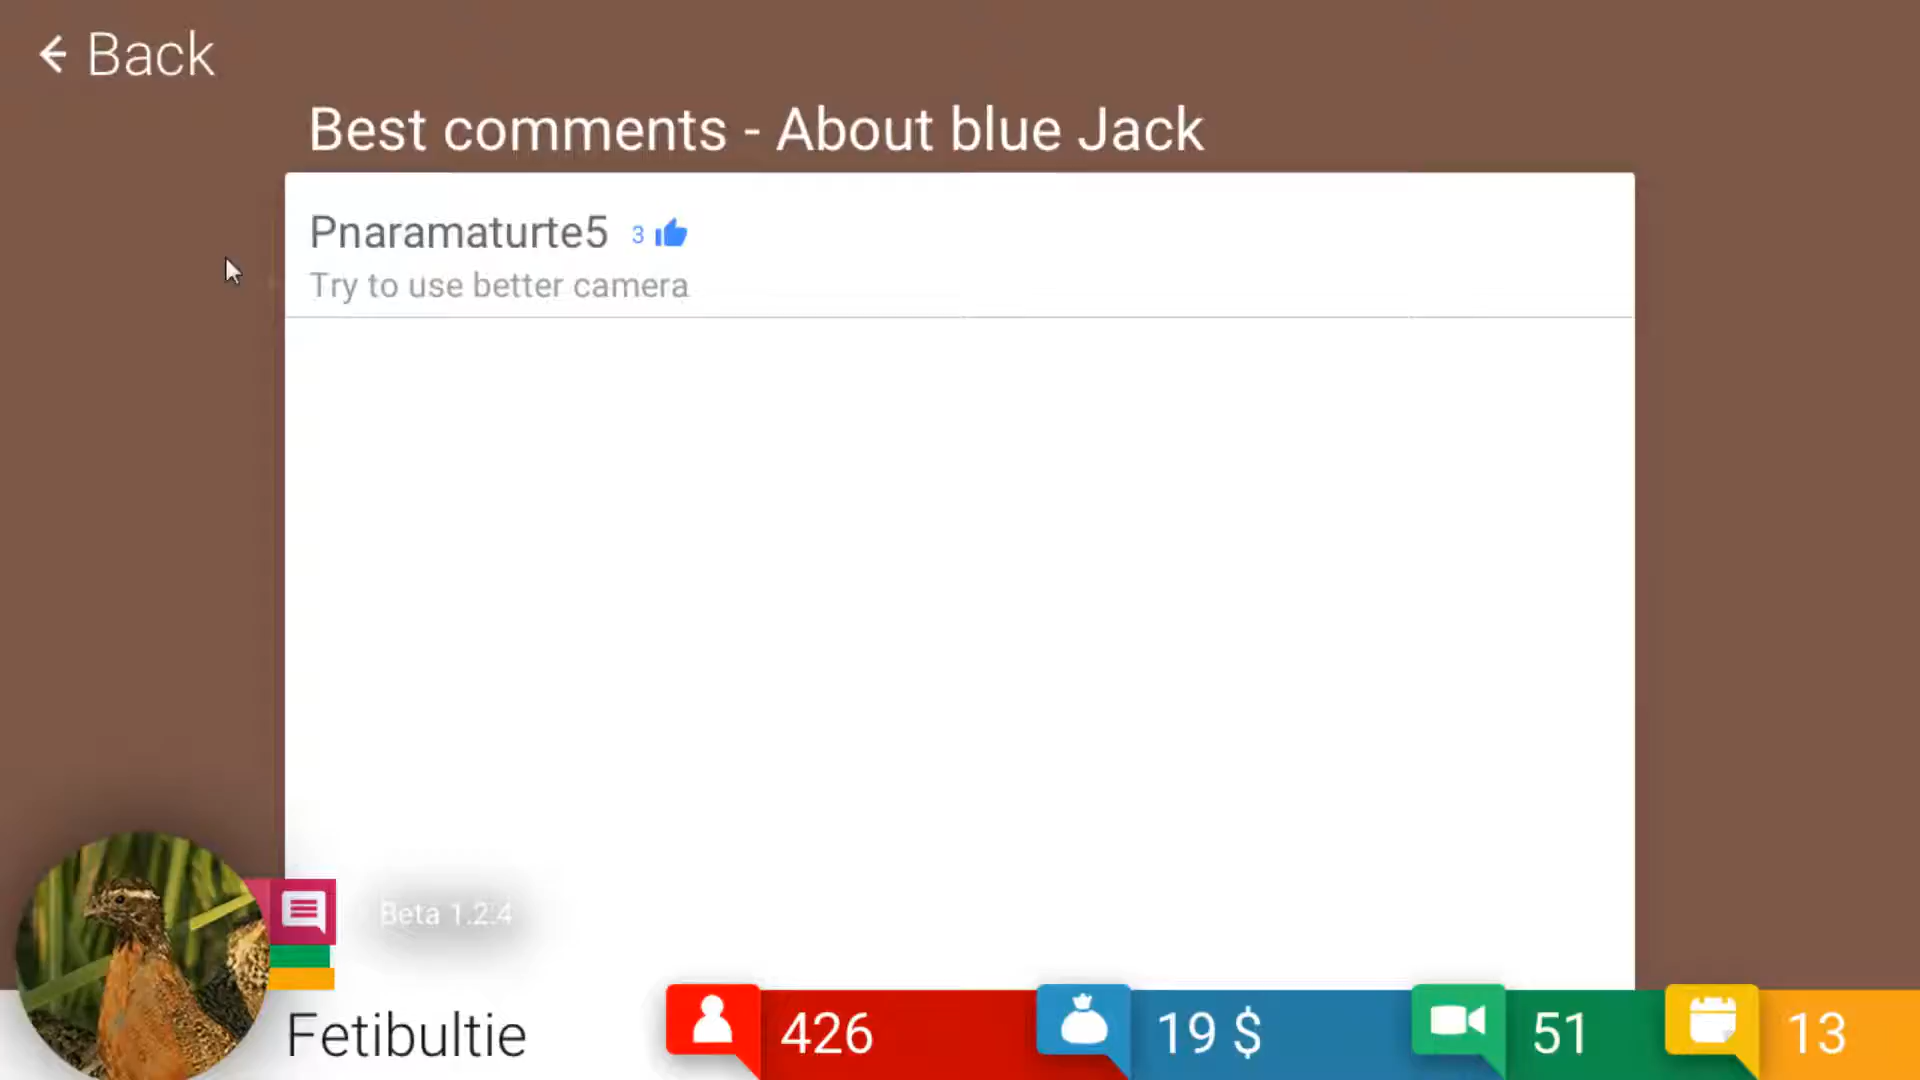 Back
Best comments - About blue Jack
Pnaramaturte5 3
Try to use better camera
Beta 1.2.4
Fetibultie
426
19 $
51
13